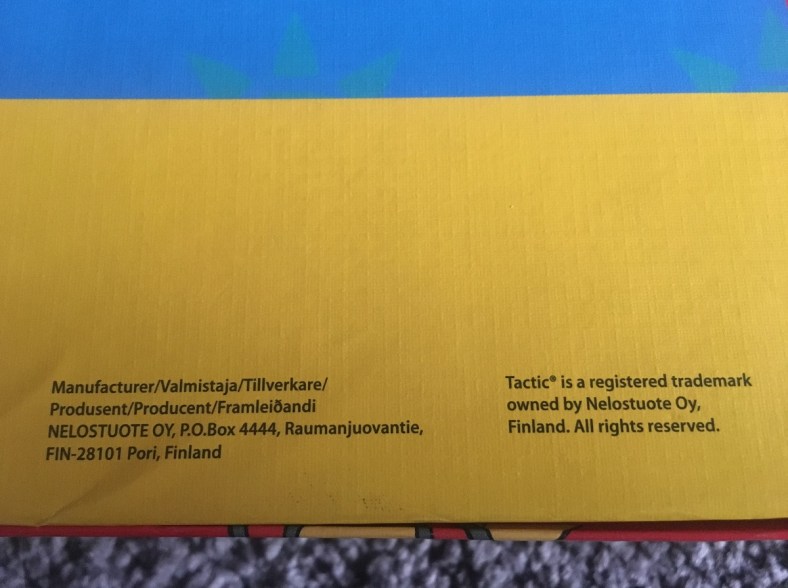 Manufacturer/Valmistaja/Tillverkare/
Produsent/Producent/Framleiðandi
NELOSTUOTE OY, P.O.Box 4444, Raumanjuovantie,
FIN-28101 Pori, Finland
Tactic® is a registered trademark
owned by Nelostuote Oy,
Finland. All rights reserved.